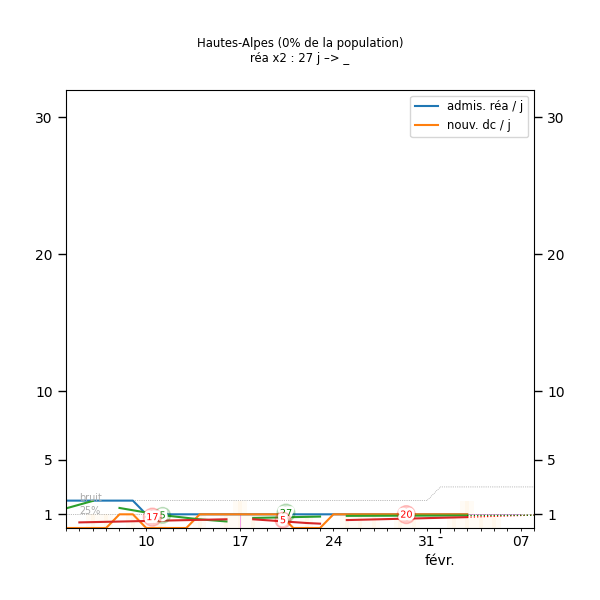 Hautes-Alpes (0% de la population)
réa x2 : 27 j –> _
admis. réa / j
nouv. dc / j
30 30
20 20
10 10
5 5
bruit
25%
17 5 27 5 20
1 1
10 17 24 31 - 07
févr.